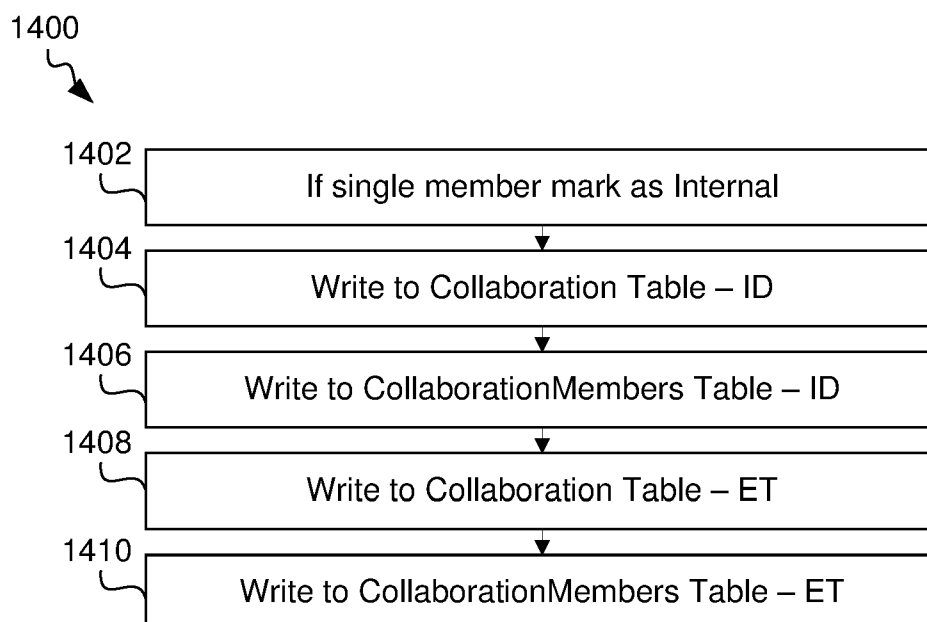 1400
1402
If single member mark as Internal
1404
Write to Collaboration Table – ID
1406
Write to CollaborationMembers Table – ID
1408
Write to Collaboration Table – ET
1410
Write to CollaborationMembers Table – ET